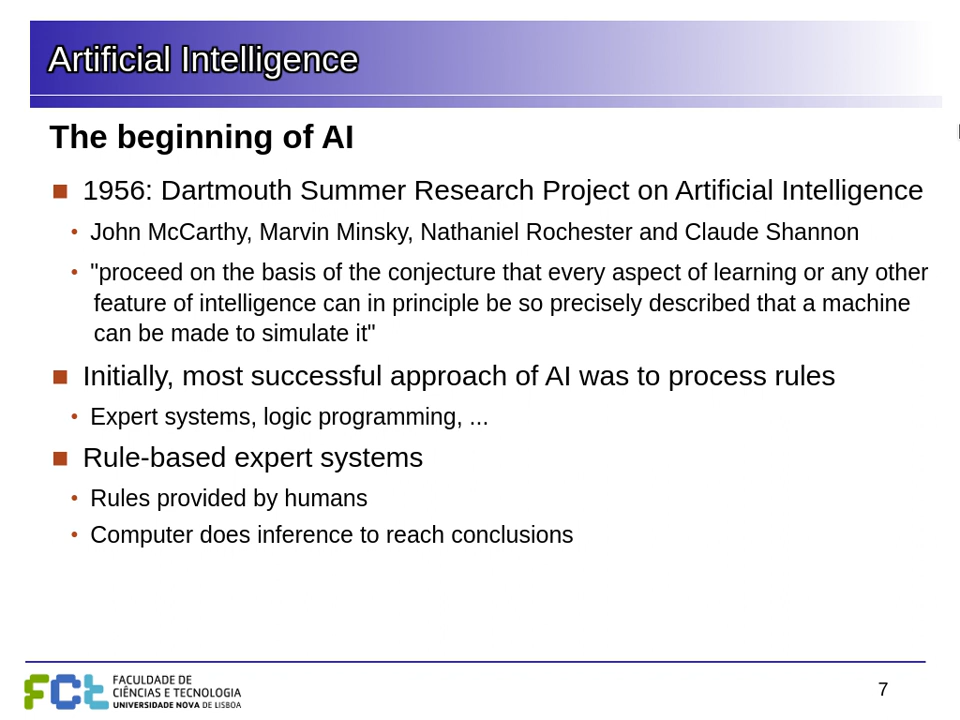 Artificial Intelligence
The beginning of AI
■ 1956: Dartmouth Summer Research Project on Artificial Intelligence
• John McCarthy, Marvin Minsky, Nathaniel Rochester and Claude Shannon
• "proceed on the basis of the conjecture that every aspect of learning or any other
feature of intelligence can in principle be so precisely described that a machine
can be made to simulate it"
■ Initially, most successful approach of AI was to process rules
• Expert systems, logic programming, ...
■ Rule-based expert systems
• Rules provided by humans
• Computer does inference to reach conclusions
FCt
FACULDADE DE
CIÊNCIAS E TECNOLOGIA
UNIVERSIDADE NOVA DE LISBOA
7